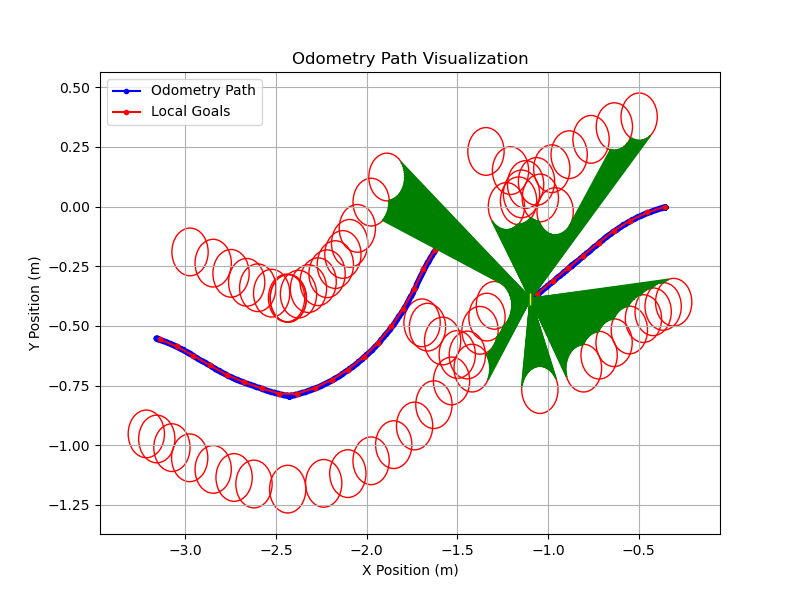 Odometry Path Visualization
Odometry Path
Local Goals
0.50
0.25
0.00
−0.25
−0.50
−0.75
−1.00
−1.25
Y Position (m)
−3.0 −2.5 −2.0 −1.5 −1.0 −0.5
X Position (m)